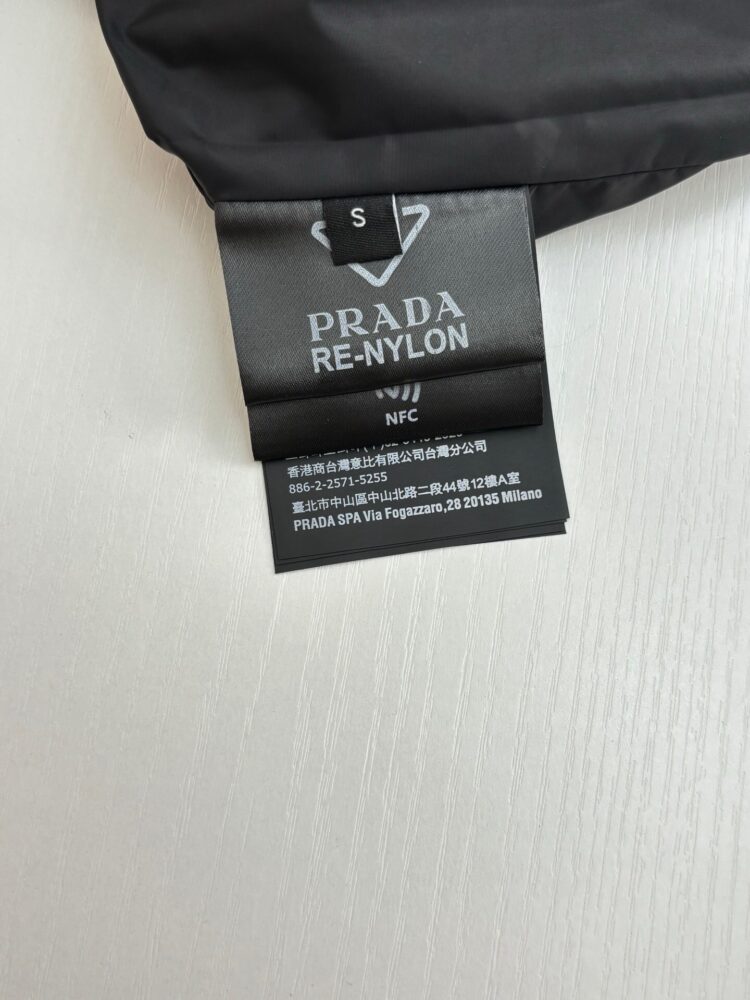 S
PRADA
RE-NYLON
NFC
香港商台灣意比有限公司台灣分公司
886-2-2571-5255
臺北市中山區中山北路二段44號12樓A室
PRADA SPA Via Fogazzaro,28 20135 Milano